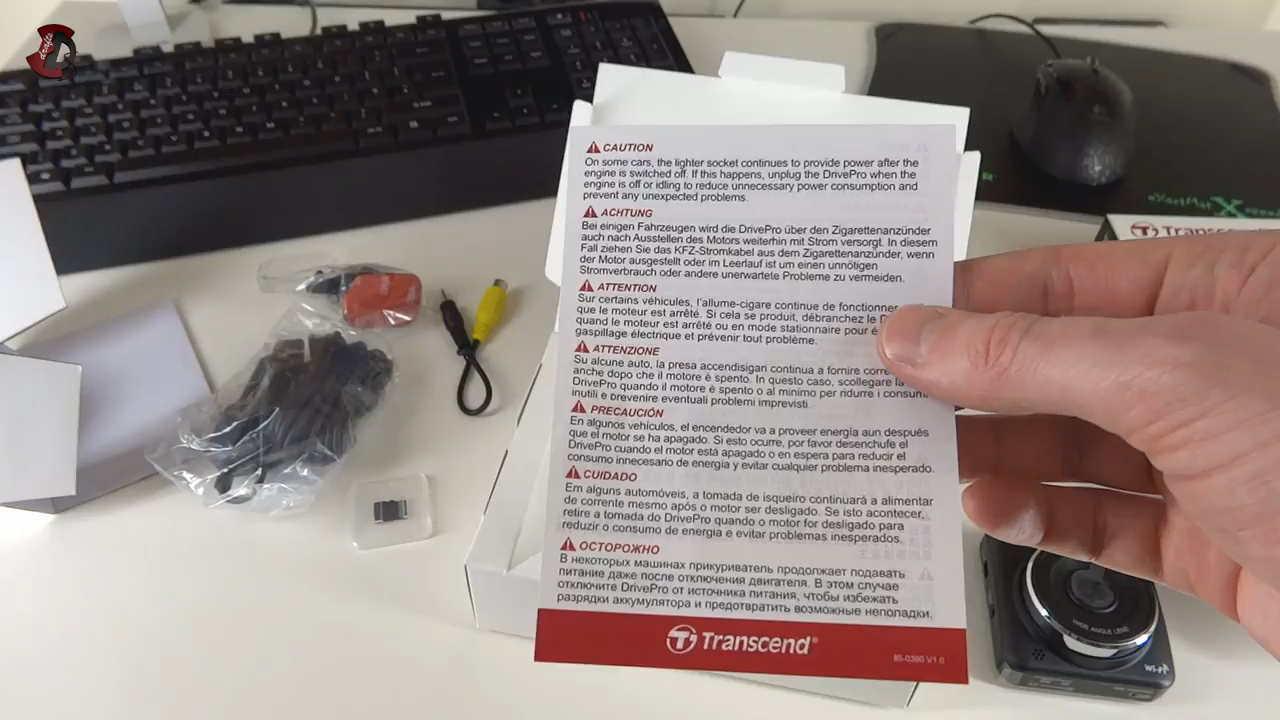 CAUTION
On some cars, the lighter socket continues to provide power after the
engine is switched off. If this happens, unplug the DrivePro when the
engine is off or idling to reduce unnecessary power consumption and
prevent any unexpected problems.
ACHTUNG
Bei einigen Fahrzeugen wird die DrivePro über den Zigarettenanzünder
auch nach Ausstellen des Motors weiterhin mit Strom versorgt. In diesem
Fall ziehen Sie das KFZ-Stromkabel aus dem Zigarettenanzünder, wenn
der Motor ausgestellt oder im Leerlauf ist um einen unnötigen
Stromverbrauch oder andere unerwartete Probleme zu vermeiden.
ATTENTION
Sur certains véhicules, l'allume-cigare continue de fonctionner
que le moteur est arrêté. Si cela se produit, débranchez le
quand le moteur est arrêté ou en mode stationnaire pour
gaspillage électrique et prévenir tout problème.
ATTENZIONE
Su alcune auto, la presa accendisigari continua a fornire
anche dopo che il motore è spento. In questo caso, scollegare
DrivePro quando il motore è spento o al minimo per ridurre i consumi
inutili e prevenire eventuali problemi imprevisti.
PRECAUCIÓN
En algunos vehículos, el encendedor va a proveer energía aun después
que el motor se ha apagado. Si esto ocurre, por favor desenchufe el
DrivePro cuando el motor está apagado o en espera para reducir el
consumo innecesario de energía y evitar cualquier problema inesperado.
CUIDADO
Em alguns automóveis, a tomada de isqueiro continuará a alimentar
de corrente mesmo após o motor ser desligado. Se isto acontecer,
retire a tomada do DrivePro quando o motor for desligado para
reduzir o consumo de energia e evitar problemas inesperados.
ОСТОРОЖНО
В некоторых машинах прикуриватель продолжает подавать
питание даже после отключения двигателя. В этом случае
отключите DrivePro от источника питания, чтобы избежать
разрядки аккумулятора и предотвратить возможные неполадки.
Transcend®
85-0390 V1.0
Transcend
WIDE ANGLE LENS
Wi-Fi